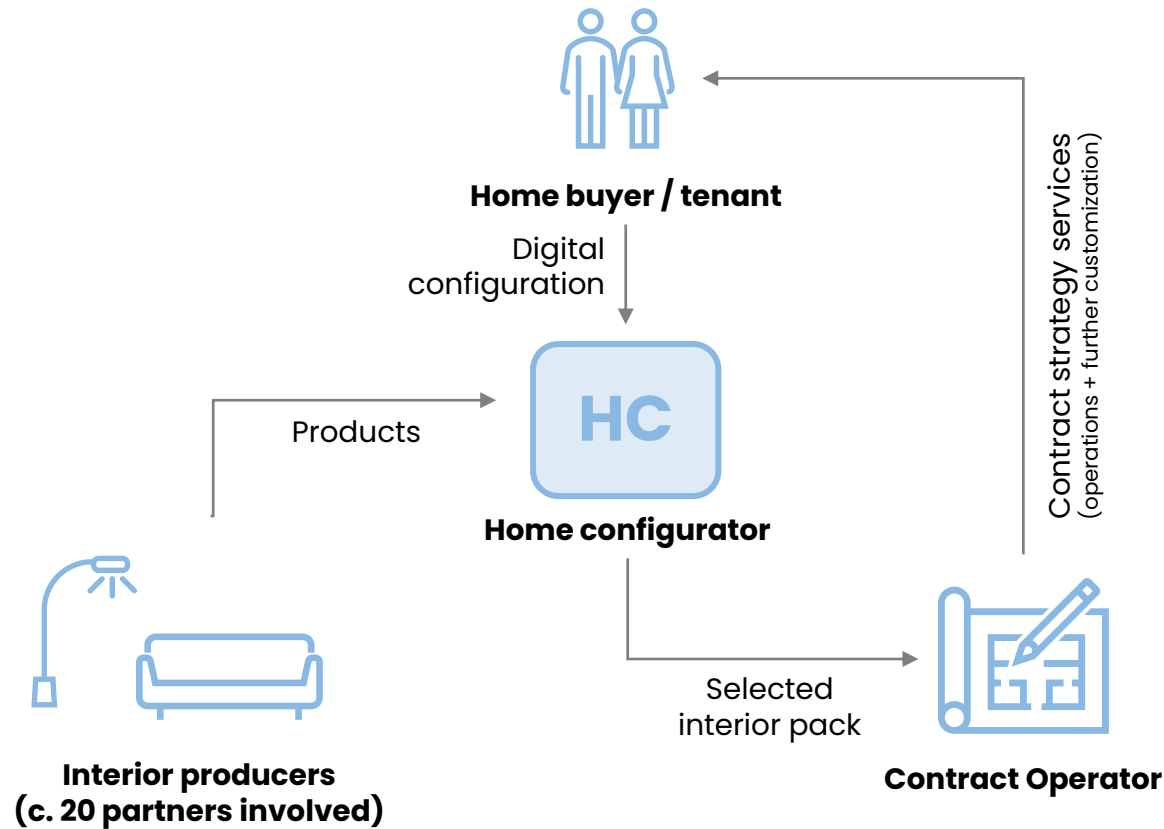 Home buyer / tenant
Digital
configuration
Contract strategy services
(operations + further customization)
HC
Products
Home configurator
Selected
interior pack
Interior producers
(c. 20 partners involved)
Contract Operator